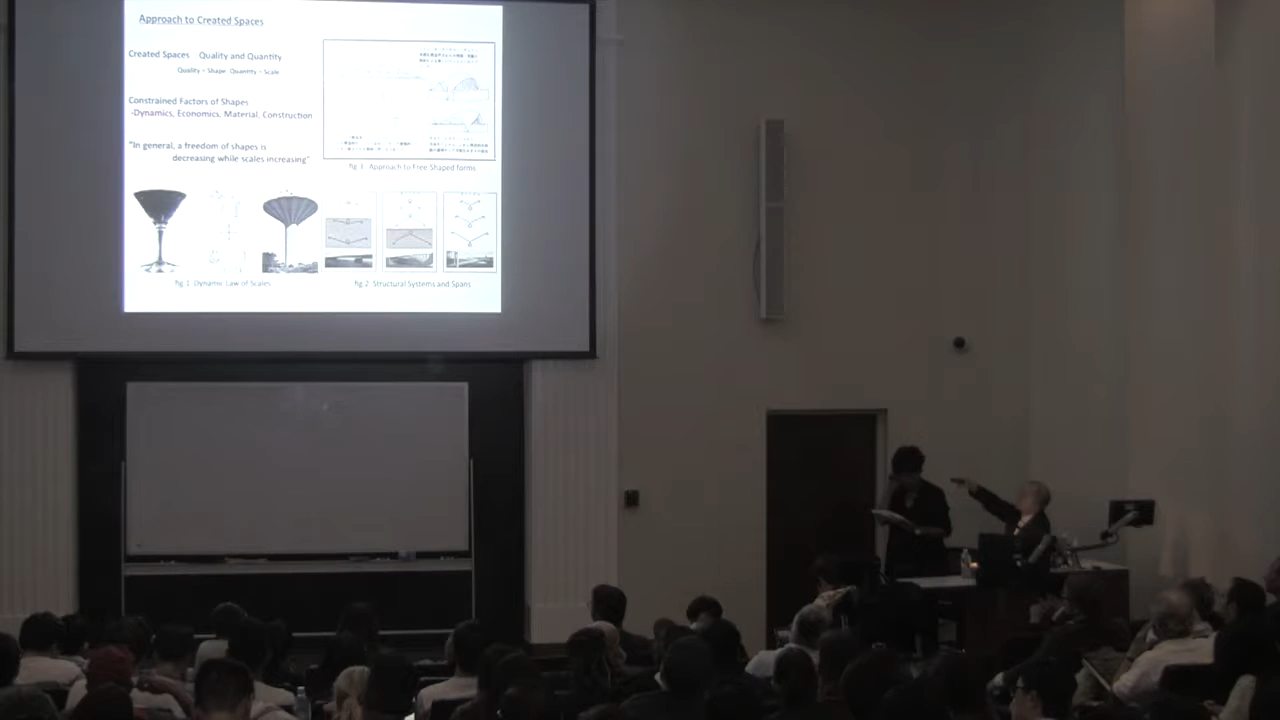 Approach to Created Spaces
Created Spaces Quality and Quantity
Quality = Shape Quantity = Scale
Constrained Factors of Shapes
-Dynamics, Economics, Material, Construction
"In general, a freedom of shapes is
decreasing while scales increasing"
fig 1 Approach to Free-Shaped forms
fig 1 Dynamic Law of Scales
fig 2 Structural Systems and Spans